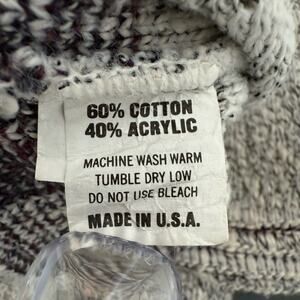 60% COTTON
40% ACRYLIC
MACHINE WASH WARM
TUMBLE DRY LOW
DO NOT USE BLEACH
MADE IN U.S.A.